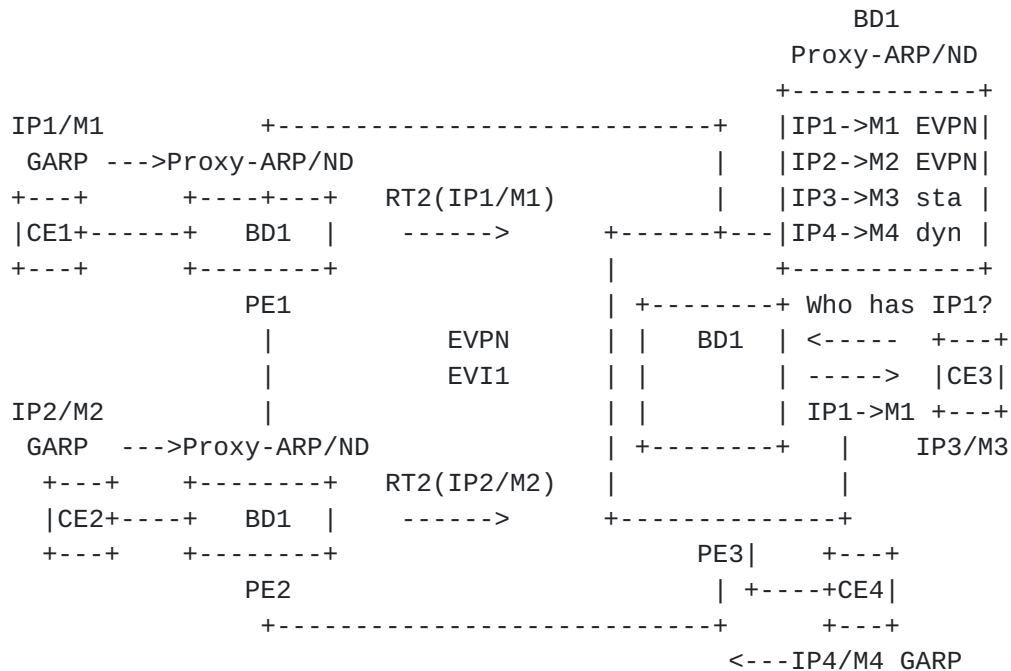 BD1
Proxy-ARP/ND
+------------+
IP1/M1          +----------------------------+   |IP1->M1 EVPN|
 GARP --->Proxy-ARP/ND                       |   |IP2->M2 EVPN|
+---+      +----+---+   RT2(IP1/M1)          |   |IP3->M3 sta |
|CE1+------+   BD1  |    ------>      +------+---|IP4->M4 dyn |
+---+      +--------+                 |          +------------+
               PE1                    | +--------+ Who has IP1?
                |           EVPN      | |   BD1  | <-----  +---+
                |           EVI1      | |        | ----->  |CE3|
IP2/M2          |                     | |        | IP1->M1 +---+
 GARP  --->Proxy-ARP/ND               | +--------+   |    IP3/M3
  +---+    +--------+   RT2(IP2/M2)   |              |
  |CE2+----+   BD1  |    ------>      +--------------+
  +---+    +--------+                       PE3|    +---+
               PE2                           | +----+CE4|
                +----------------------------+      +---+
                                              <---IP4/M4 GARP